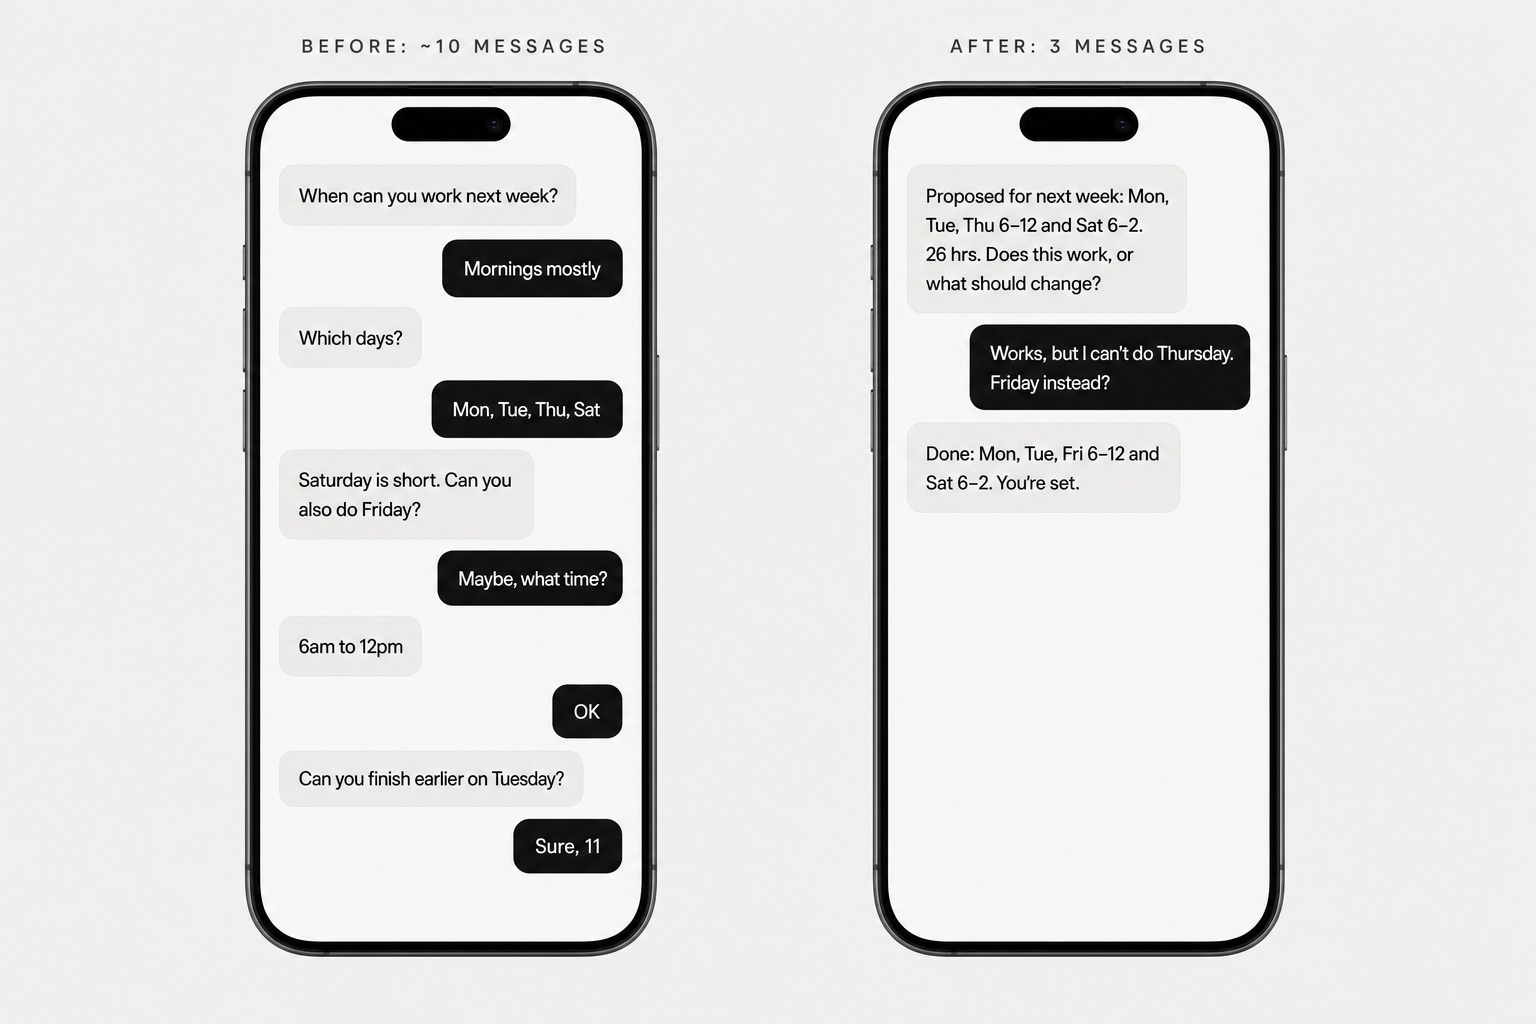 BEFORE: ~10 MESSAGES
When can you work next week?
Mornings mostly
Which days?
Mon, Tue, Thu, Sat
Saturday is short. Can you
also do Friday?
Maybe, what time?
6am to 12pm
OK
Can you finish earlier on Tuesday?
Sure, 11
AFTER: 3 MESSAGES
Proposed for next week: Mon,
Tue, Thu 6–12 and Sat 6–2.
26 hrs. Does this work, or
what should change?
Works, but I can't do Thursday.
Friday instead?
Done: Mon, Tue, Fri 6–12 and
Sat 6–2. You're set.